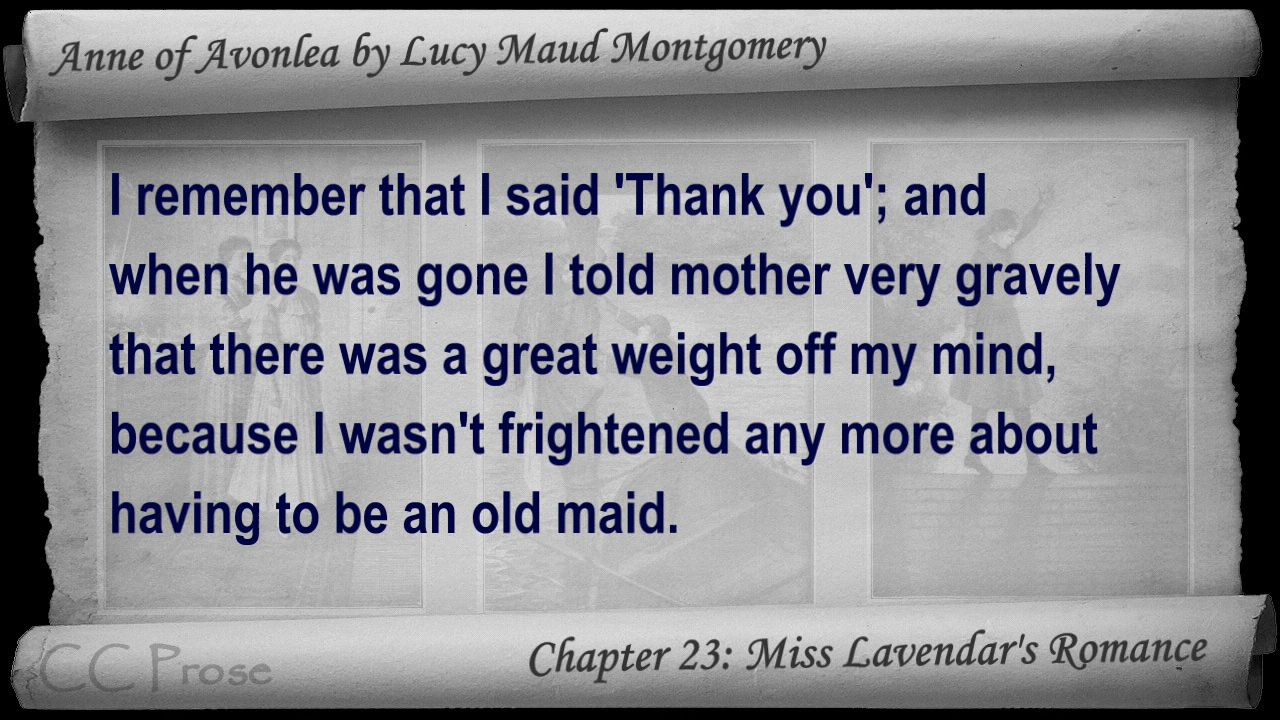 Anne of Avonlea by Lucy Maud Montgomery
I remember that I said 'Thank you'; and
when he was gone I told mother very gravely
that there was a great weight off my mind,
because I wasn't frightened any more about
having to be an old maid.
CC Prose
Chapter 23: Miss Lavendar's Romance